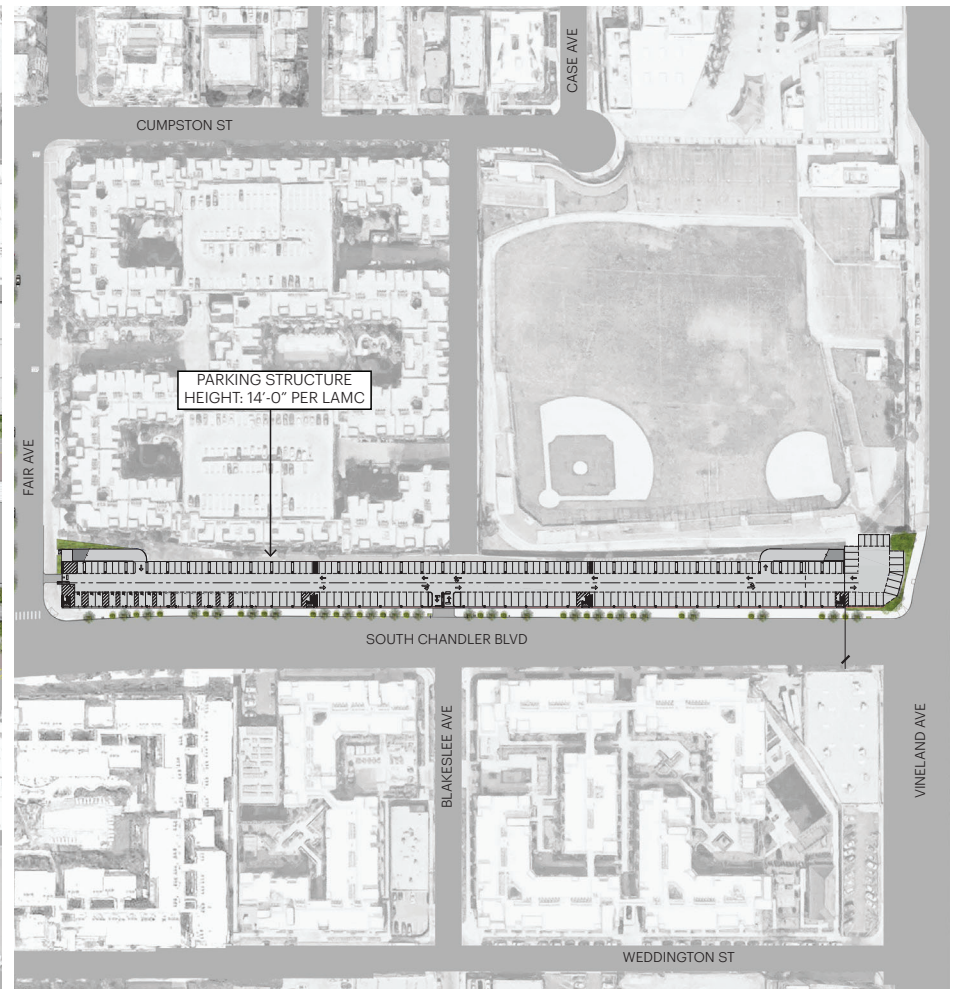 CASE AVE
CUMPSTON ST
PARKING STRUCTURE
HEIGHT: 14'-0" PER LAMC
FAIR AVE
SOUTH CHANDLER BLVD
BLAKESLEE AVE
VINELAND AVE
WEDDINGTON ST